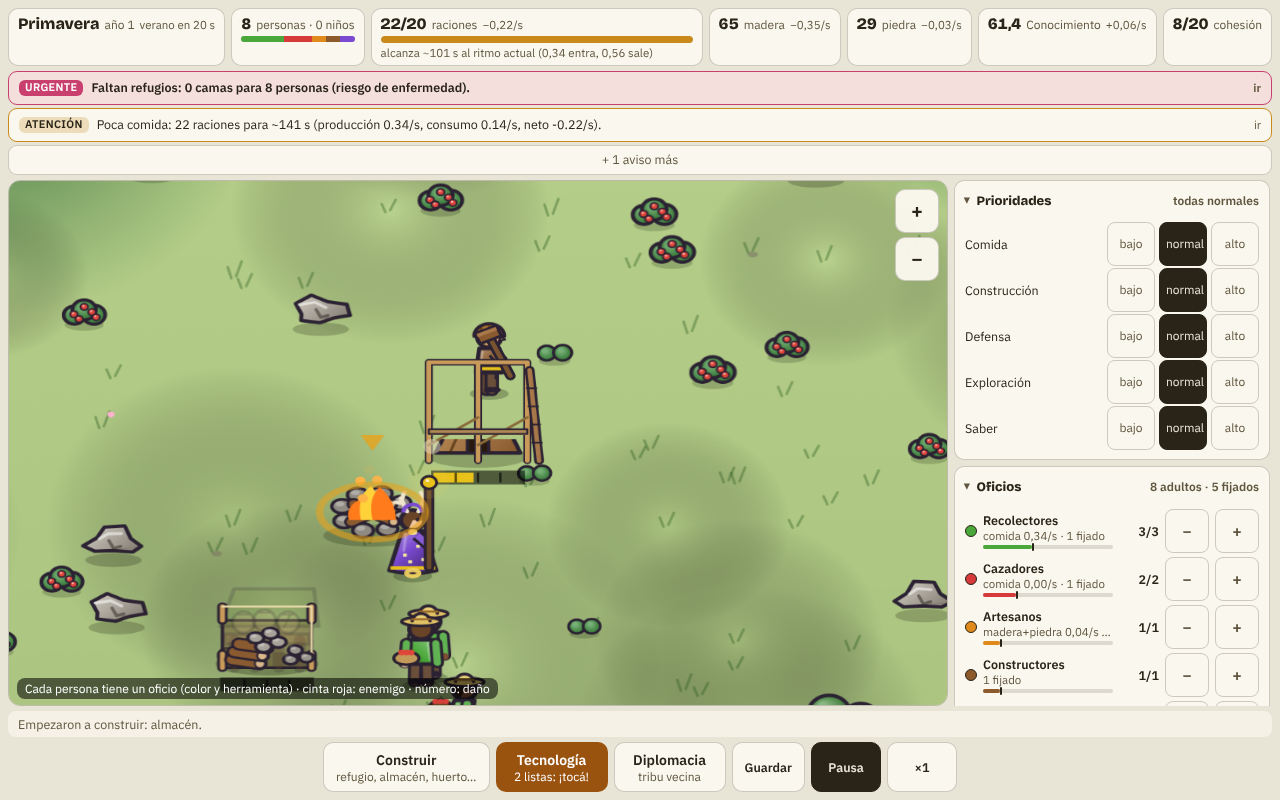 Primavera año 1 verano en 20 s
8 personas · 0 niños
22/20 raciones −0,22/s
alcanza ~101 s al ritmo actual (0,34 entra, 0,56 sale)
65 madera −0,35/s
29 piedra −0,03/s
61,4 Conocimiento +0,06/s
8/20 cohesión
URGENTE Faltan refugios: 0 camas para 8 personas (riesgo de enfermedad). ir
ATENCIÓN Poca comida: 22 raciones para ~141 s (producción 0.34/s, consumo 0.14/s, neto -0.22/s). ir
+ 1 aviso más
+
−
Cada persona tiene un oficio (color y herramienta) · cinta roja: enemigo · número: daño
▼ Prioridades todas normales
Comida bajo normal alto
Construcción bajo normal alto
Defensa bajo normal alto
Exploración bajo normal alto
Saber bajo normal alto
▼ Oficios 8 adultos · 5 fijados
Recolectores
comida 0,34/s · 1 fijado
3/3 − +
Cazadores
comida 0,00/s · 1 fijado
2/2 − +
Artesanos
madera+piedra 0,04/s ...
1/1 − +
Constructores
1 fijado
1/1 − +
Empezaron a construir: almacén.
Construir
refugio, almacén, huerto...
Tecnología
2 listas: ¡tocá!
Diplomacia
tribu vecina
Guardar
Pausa
×1